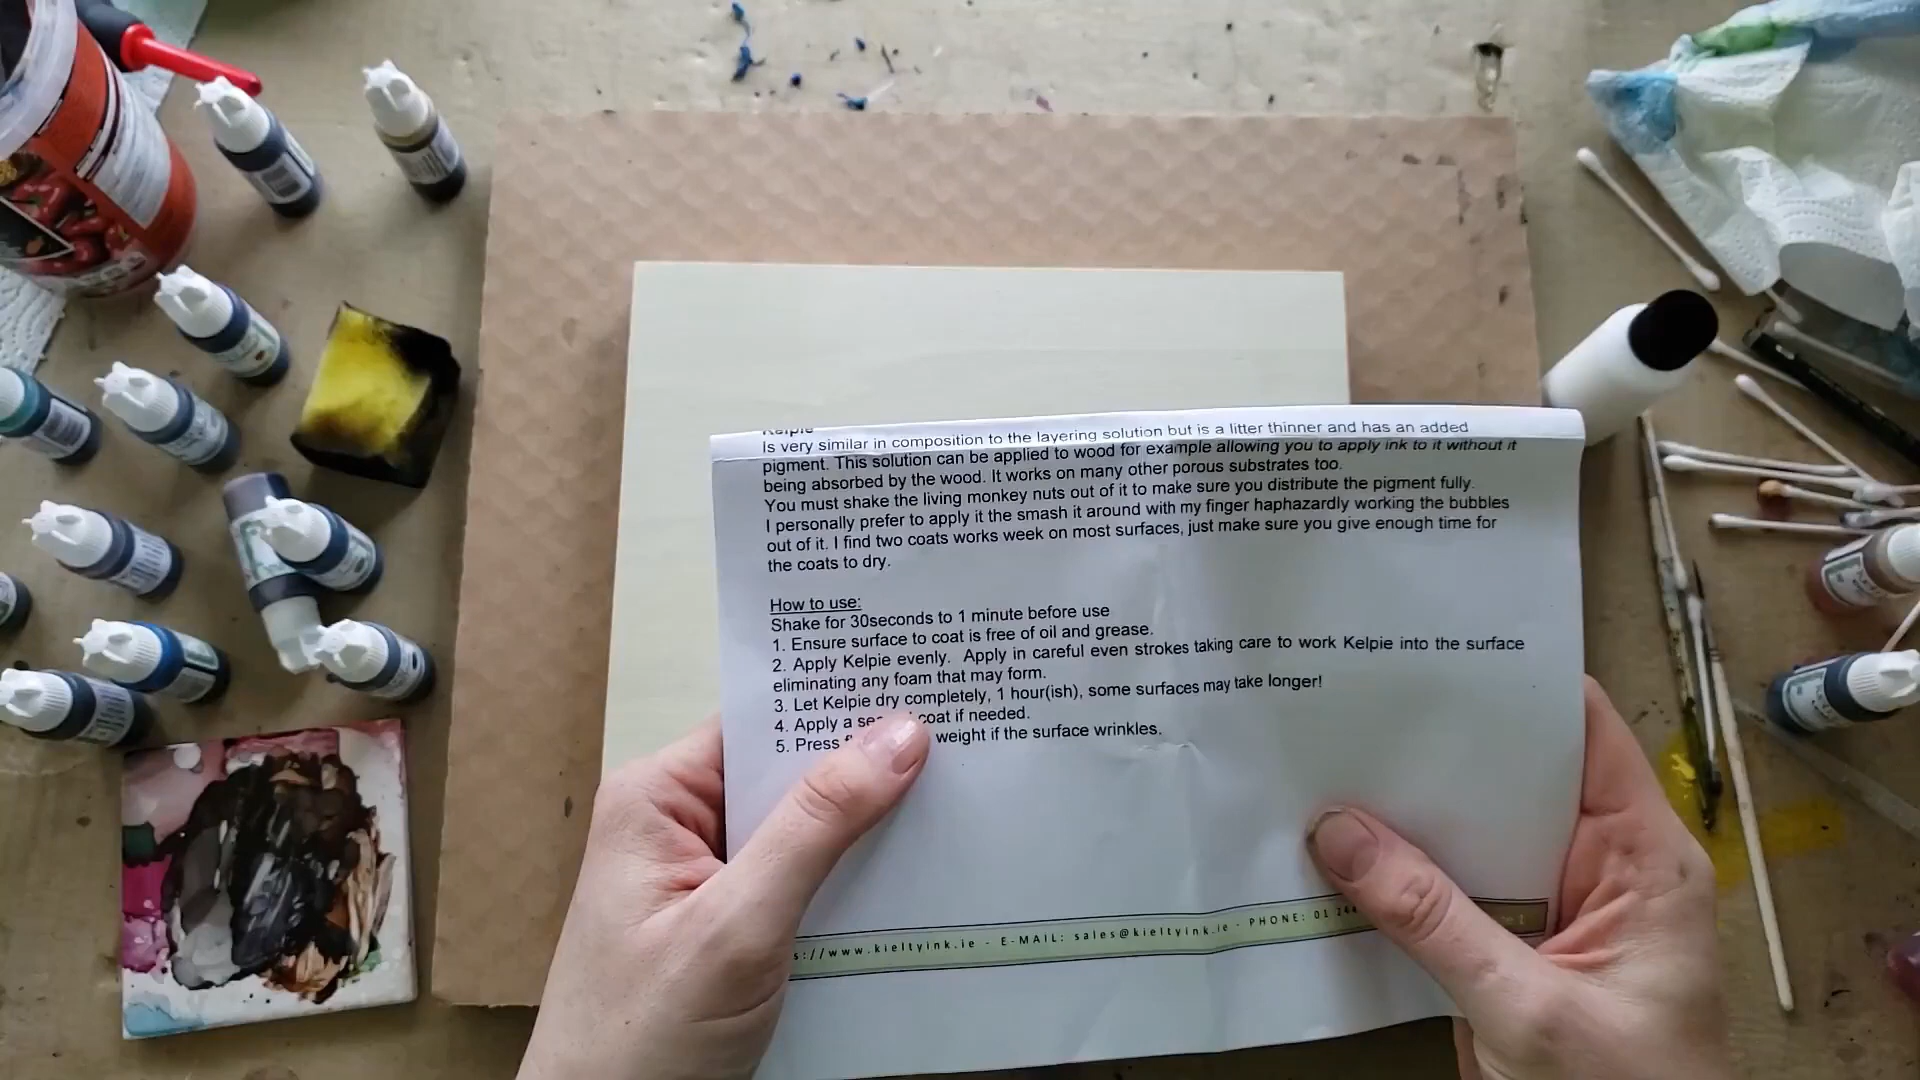 Kelpie
Is very similar in composition to the layering solution but is a litter thinner and has an added
pigment. This solution can be applied to wood for example allowing you to apply ink to it without it
being absorbed by the wood. It works on many other porous substrates too.
You must shake the living monkey nuts out of it to make sure you distribute the pigment fully.
I personally prefer to apply it the smash it around with my finger haphazardly working the bubbles
out of it. I find two coats works week on most surfaces, just make sure you give enough time for
the coats to dry.
How to use:
Shake for 30seconds to 1 minute before use
1. Ensure surface to coat is free of oil and grease.
2. Apply Kelpie evenly. Apply in careful even strokes taking care to work Kelpie into the surface
eliminating any foam that may form.
3. Let Kelpie dry completely, 1 hour(ish), some surfaces may take longer!
4. Apply a coat if needed.
5. Press weight if the surface wrinkles.
s://www.kieltyink.ie - E-MAIL: sales@kieltyink.ie - PHONE: 01 244